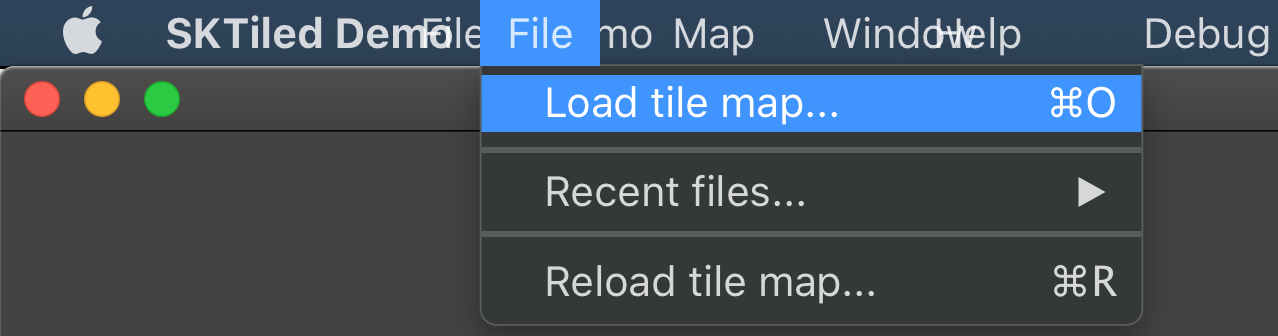 SKTiled Demo File File mo Map Window Help Debug
Load tile map... ⌘O
Recent files... ▶
Reload tile map... ⌘R